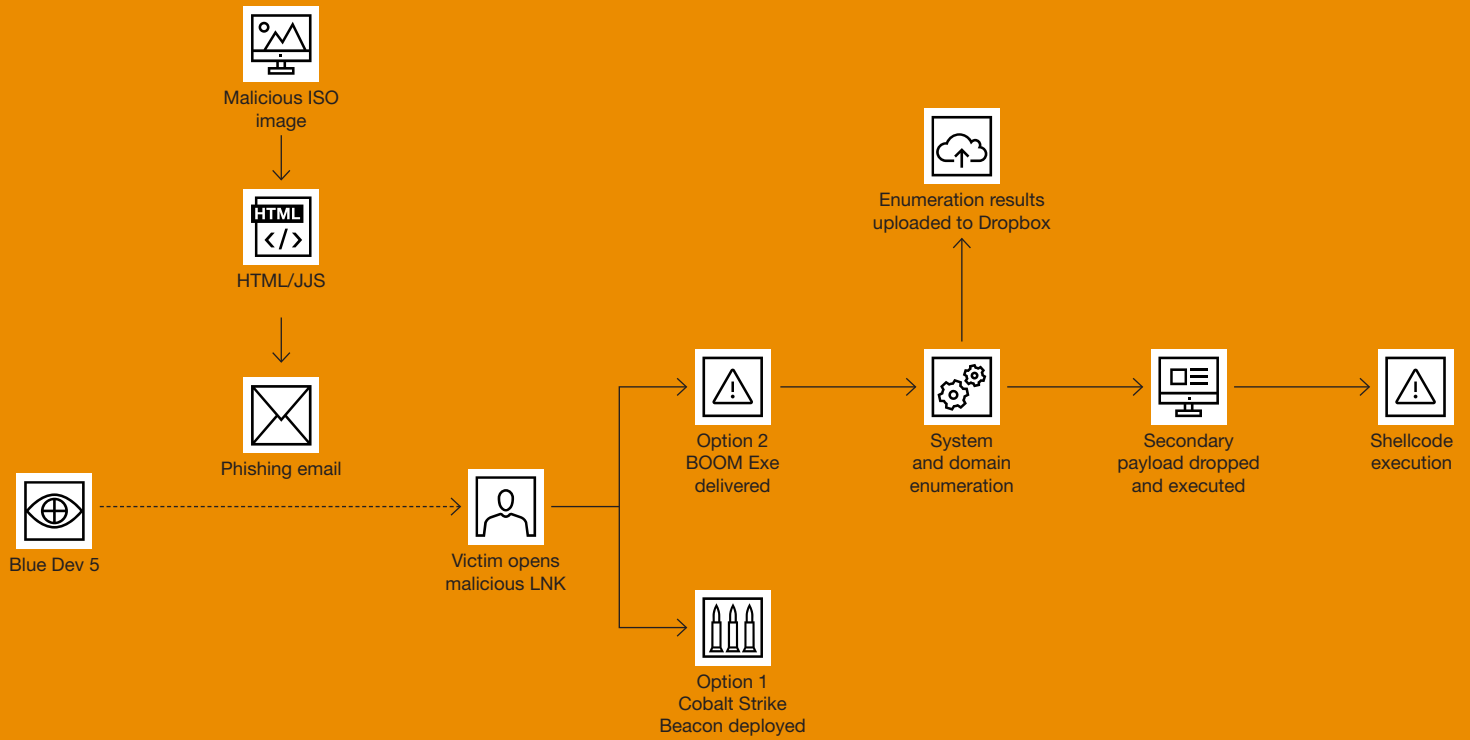 Malicious ISO
image
HTML
</>
HTML/JJS
Phishing email
Blue Dev 5
Victim opens
malicious LNK
Enumeration results
uploaded to Dropbox
Option 2
BOOM Exe
delivered
System
and domain
enumeration
Secondary
payload dropped
and executed
Shellcode
execution
Option 1
Cobalt Strike
Beacon deployed